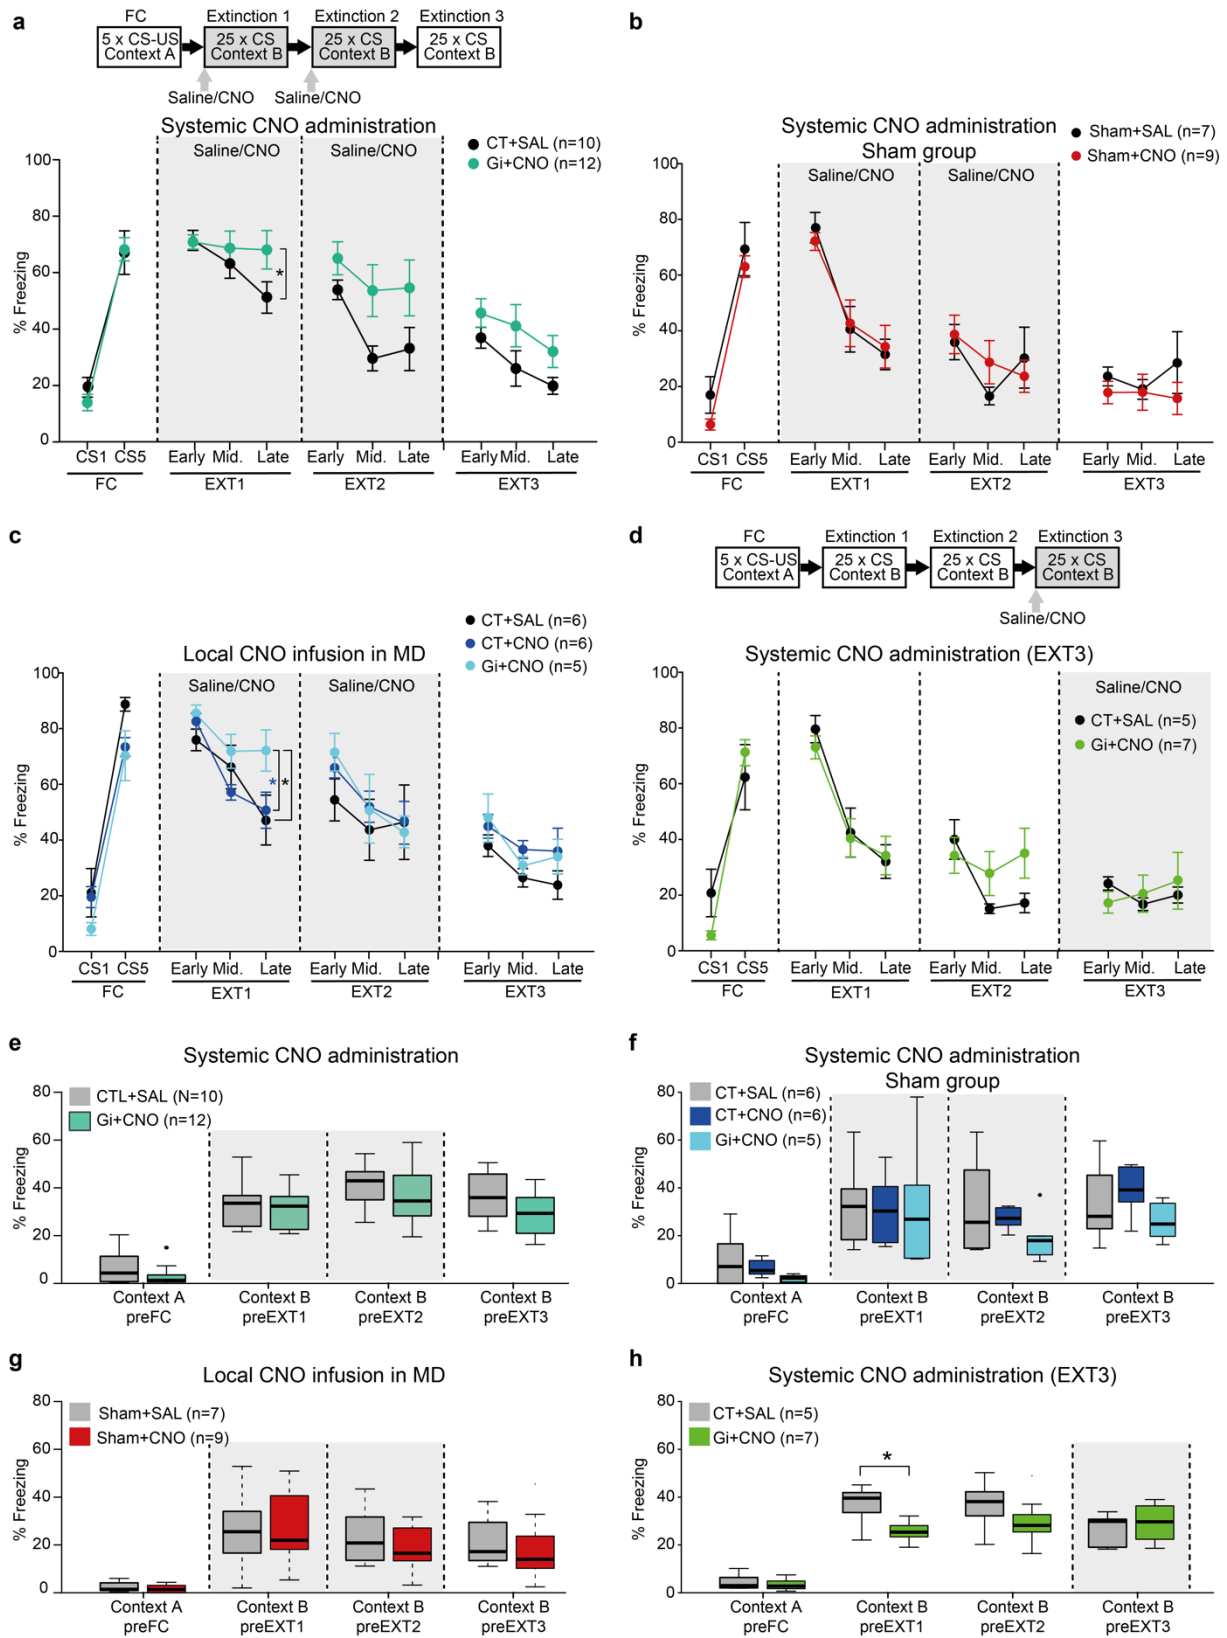 a
FC
Extinction 1
Extinction 2
Extinction 3
5 x CS-US
Context A
25 x CS
Context B
25 x CS
Context B
25 x CS
Context B
Saline/CNO
Saline/CNO
Systemic CNO administration
Saline/CNO
Saline/CNO
CT+SAL (n=10)
Gi+CNO (n=12)
% Freezing
100
80
60
40
20
0
*
CS1 CS5
Early Mid. Late
Early Mid. Late
Early Mid. Late
FC
EXT1
EXT2
EXT3
b
Systemic CNO administration
Sham group
Saline/CNO
Saline/CNO
Sham+SAL (n=7)
Sham+CNO (n=9)
% Freezing
100
80
60
40
20
0
CS1 CS5
Early Mid. Late
Early Mid. Late
Early Mid. Late
FC
EXT1
EXT2
EXT3
c
CT+SAL (n=6)
CT+CNO (n=6)
Gi+CNO (n=5)
Local CNO infusion in MD
Saline/CNO
Saline/CNO
% Freezing
100
80
60
40
20
0
* *
CS1 CS5
Early Mid. Late
Early Mid. Late
Early Mid. Late
FC
EXT1
EXT2
EXT3
d
FC
Extinction 1
Extinction 2
Extinction 3
5 x CS-US
Context A
25 x CS
Context B
25 x CS
Context B
25 x CS
Context B
Saline/CNO
Systemic CNO administration (EXT3)
Saline/CNO
CT+SAL (n=5)
Gi+CNO (n=7)
% Freezing
100
80
60
40
20
0
CS1 CS5
Early Mid. Late
Early Mid. Late
Early Mid. Late
FC
EXT1
EXT2
EXT3
e
Systemic CNO administration
CTL+SAL (N=10)
Gi+CNO (n=12)
% Freezing
80
60
40
20
0
Context A
preFC
Context B
preEXT1
Context B
preEXT2
Context B
preEXT3
f
Systemic CNO administration
Sham group
CT+SAL (n=6)
CT+CNO (n=6)
Gi+CNO (n=5)
% Freezing
80
60
40
20
0
Context A
preFC
Context B
preEXT1
Context B
preEXT2
Context B
preEXT3
g
Local CNO infusion in MD
Sham+SAL (n=7)
Sham+CNO (n=9)
% Freezing
80
60
40
20
0
Context A
preFC
Context B
preEXT1
Context B
preEXT2
Context B
preEXT3
h
Systemic CNO administration (EXT3)
CT+SAL (n=5)
Gi+CNO (n=7)
% Freezing
80
60
40
20
0
*
Context A
preFC
Context B
preEXT1
Context B
preEXT2
Context B
preEXT3